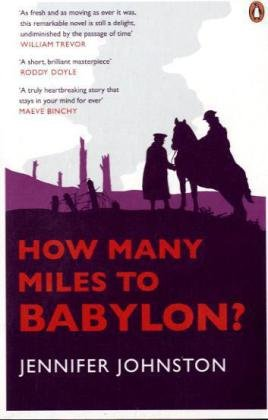 'As fresh and as moving as ever it was,
this remarkable novel is still a delight,
undiminished by the passage of time'
WILLIAM TREVOR
'A short, brilliant masterpiece'
RODDY DOYLE
'A truly heartbreaking story that
stays in your mind for ever'
MAEVE BINCHY
HOW MANY
MILES TO
BABYLON?
JENNIFER JOHNSTON